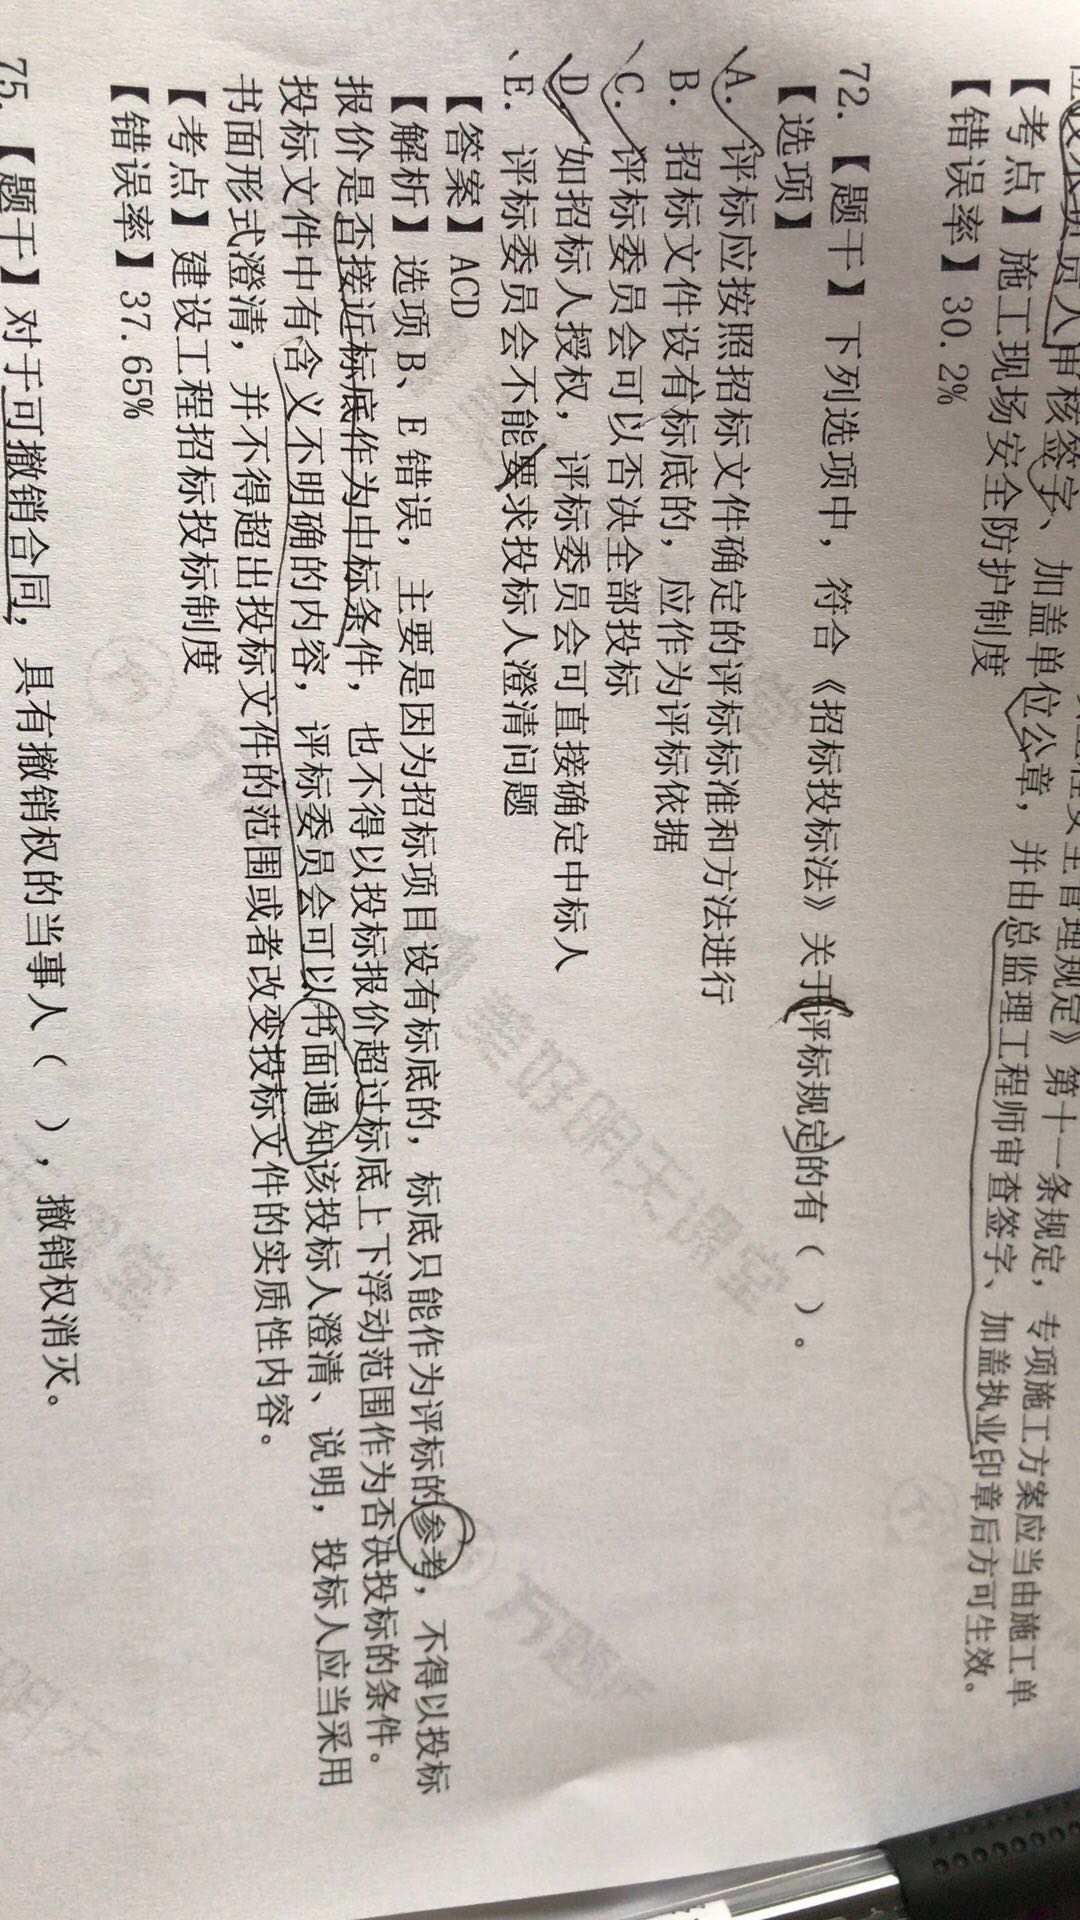 审核签字、加盖单位公章，并由总监理工程师审查签字、加盖执业印章后方可生效。
【考点】施工现场安全防护制度
【错误率】30.2%
72. 【题干】下列选项中，符合《招标投标法》关于评标规定的有（ ）。
【选项】
A. 评标应按照招标文件确定的评标标准和方法进行
B. 招标文件设有标底的，应作为评标依据
C. 评标委员会可以否决全部投标
D. 如招标人授权，评标委员会可直接确定中标人
E. 评标委员会不能要求投标人澄清问题
【答案】ACD
【解析】选项 B、E 错误，主要是因为招标项目设有标底的，标底只能作为评标的参考，不得以投标
报价是否接近标底作为中标条件，也不得以投标报价超过标底上下浮动范围作为否决投标的条件。
投标文件中有含义不明确的内容，评标委员会可以书面通知该投标人澄清、说明，投标人应当采用
书面形式澄清，并不得超出投标文件的范围或者改变投标文件的实质性内容。
【考点】建设工程招标投标制度
【错误率】37.65%
75. 【题干】对于可撤销合同，具有撤销权的当事人（ ），撤销权消灭。